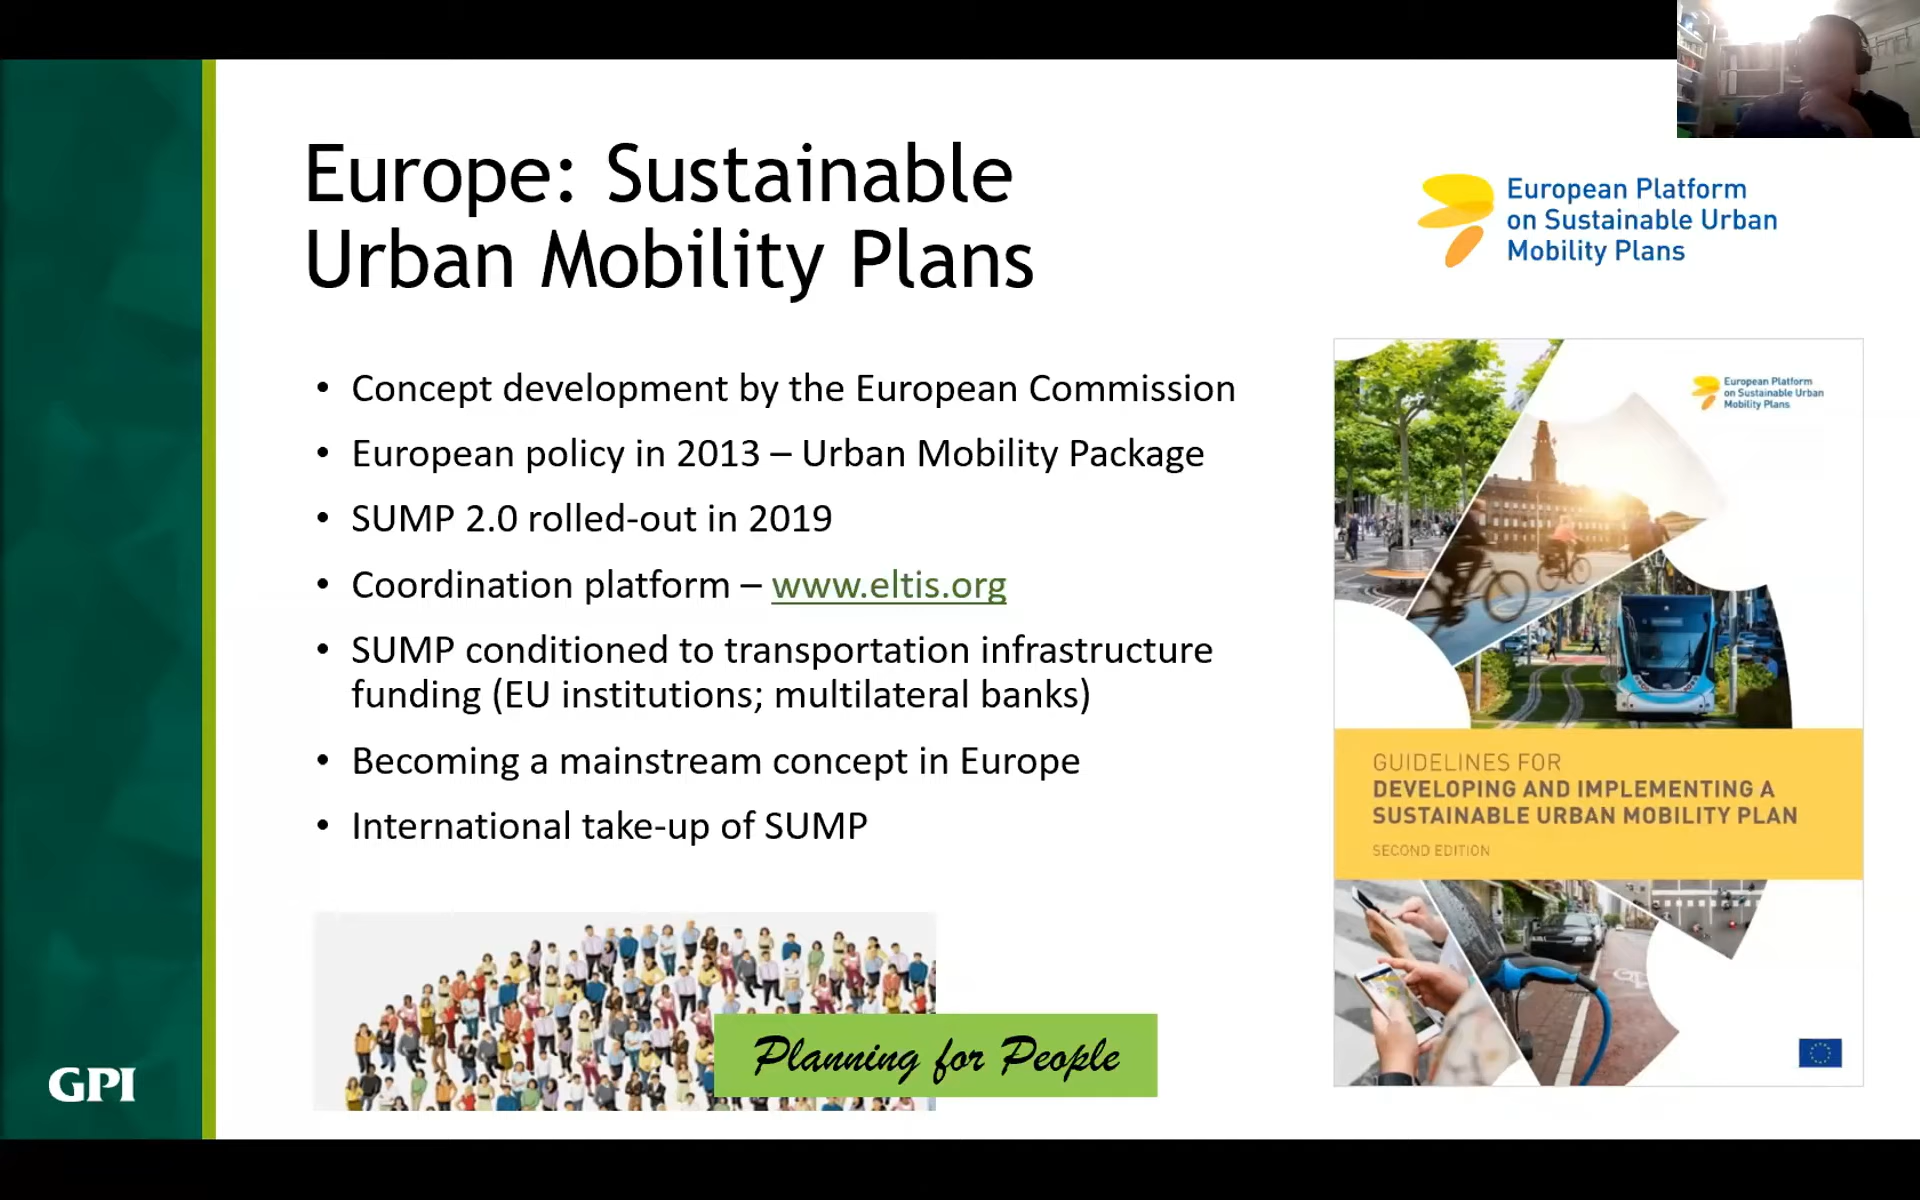 Europe: Sustainable
Urban Mobility Plans
European Platform
on Sustainable Urban
Mobility Plans
• Concept development by the European Commission
• European policy in 2013 – Urban Mobility Package
• SUMP 2.0 rolled-out in 2019
• Coordination platform – www.eltis.org
• SUMP conditioned to transportation infrastructure
funding (EU institutions; multilateral banks)
• Becoming a mainstream concept in Europe
• International take-up of SUMP
European Platform
on Sustainable Urban
Mobility Plans
GUIDELINES FOR
DEVELOPING AND IMPLEMENTING A
SUSTAINABLE URBAN MOBILITY PLAN
SECOND EDITION
Planning for People
GPI